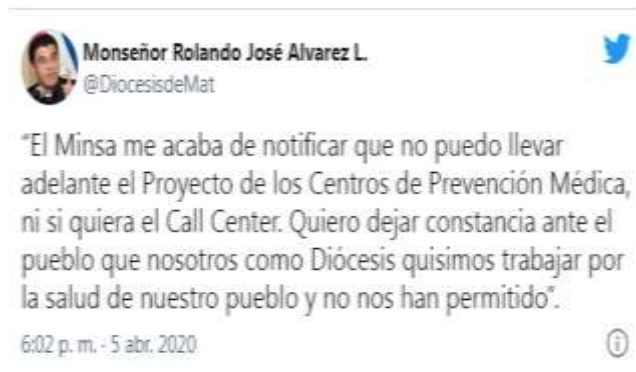 Monseñor Rolando José Alvarez L.
@DiocesisdeMat
“El Minsa me acaba de notificar que no puedo llevar
adelante el Proyecto de los Centros de Prevención Médica,
ni si quiera el Call Center. Quiero dejar constancia ante el
pueblo que nosotros como Diócesis quisimos trabajar por
la salud de nuestro pueblo y no nos han permitido”.
6:02 p. m. - 5 abr. 2020